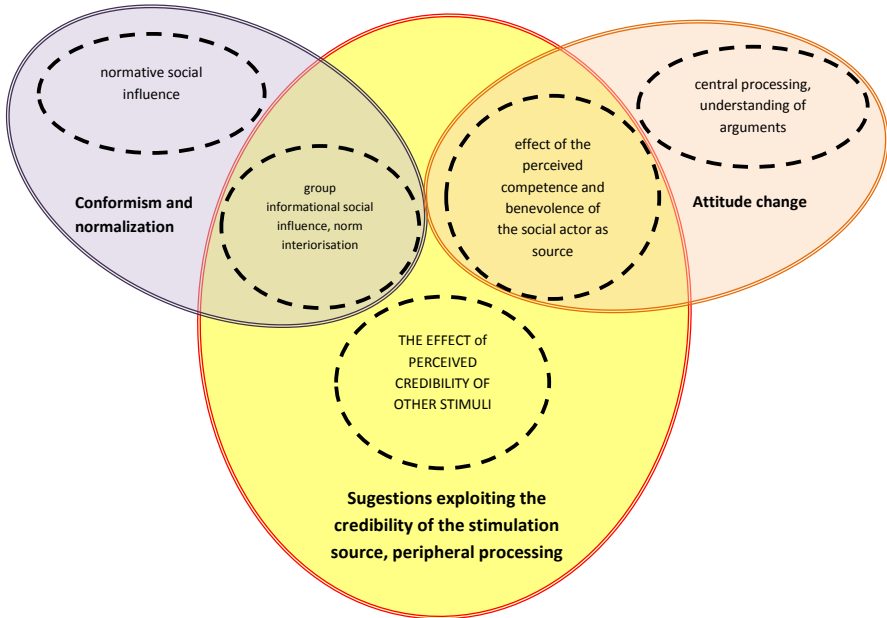 normative social
influence
Conformism and
normalization
group
informational social
influence, norm
interiorisation
effect of the
perceived
competence and
benevolence of
the social actor as
source
central processing,
understanding of
arguments
Attitude change
THE EFFECT of
PERCEIVED
CREDIBILITY OF
OTHER STIMULI
Sugestions exploiting the
credibility of the stimulation
source, peripheral processing